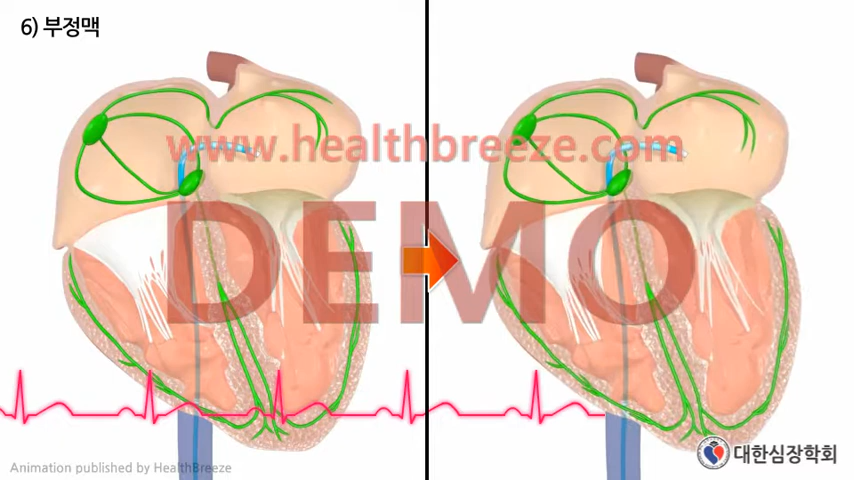 6) 부정맥
www.healthbreeze.com
DEMO
Animation published by HealthBreeze
대한심장학회